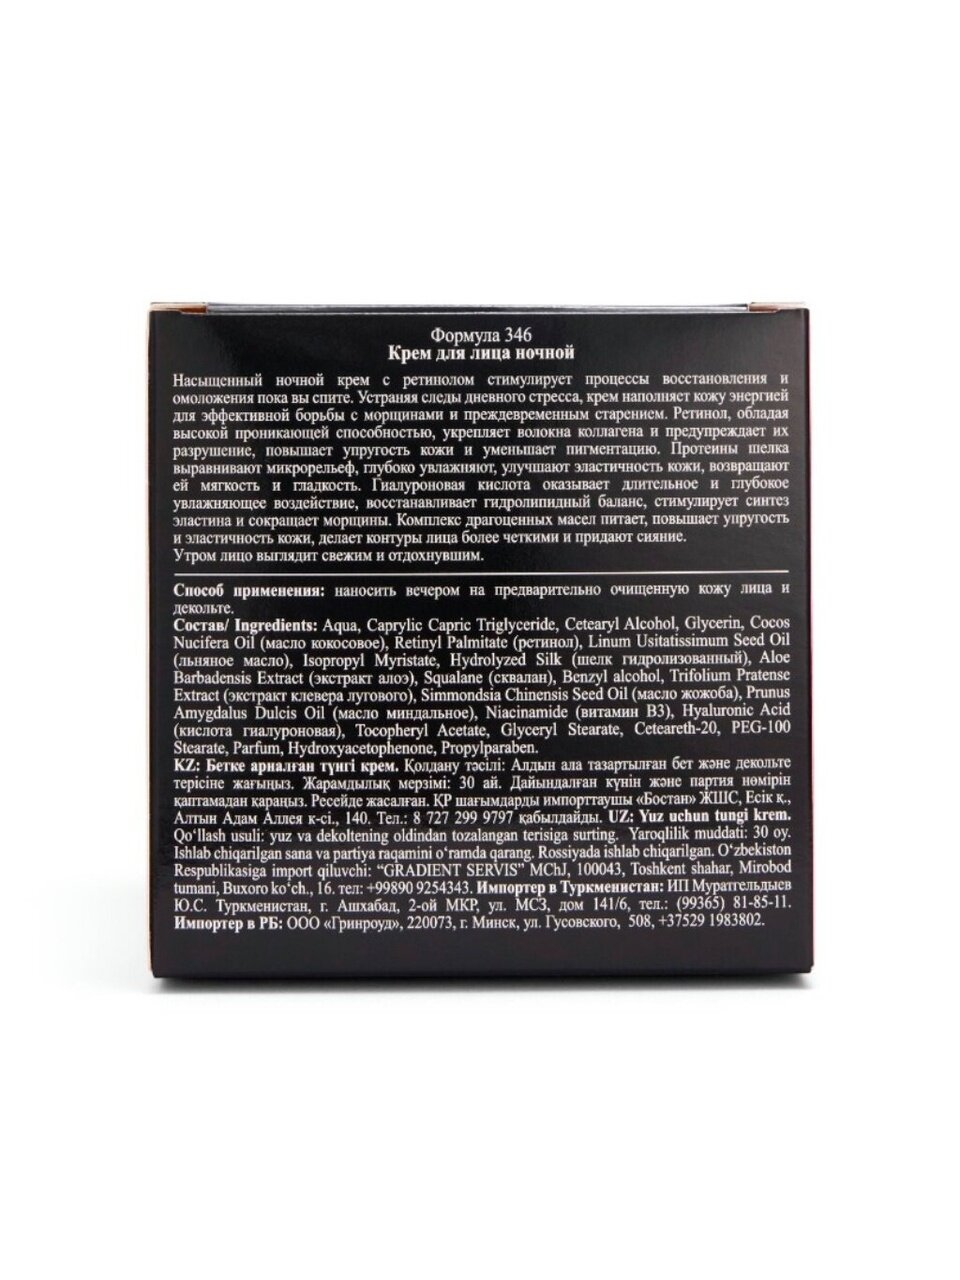 Формула 346
Крем для лица ночной
Насыщенный ночной крем с ретинолом стимулирует процессы восстановления и
омоложения пока вы спите. Устраняя следы дневного стресса, крем наполняет кожу энергией
для эффективной борьбы с морщинами и преждевременным старением. Ретинол, обладая
высокой проникающей способностью, укрепляет волокна коллагена и предупреждает их
разрушение, повышает упругость кожи и уменьшает пигментацию. Протеины шелка
выравнивают микрорельеф, глубоко увлажняют, улучшают эластичность кожи, возвращают
ей мягкость и гладкость. Гиалуроновая кислота оказывает длительное и глубокое
увлажняющее воздействие, восстанавливает гидролипидный баланс, стимулирует синтез
эластина и сокращает морщины. Комплекс драгоценных масел питает, повышает упругость
и эластичность кожи, делает контуры лица более четкими и придают сияние.
Утром лицо выглядит свежим и отдохнувшим.
Способ применения: наносить вечером на предварительно очищенную кожу лица и
декольте.
Состав/ Ingredients: Aqua, Caprylic Capric Triglyceride, Cetearyl Alcohol, Glycerin, Cocos
Nucifera Oil (масло кокосовое), Retinyl Palmitate (ретинол), Linum Usitatissimum Seed Oil
(льняное масло), Isopropyl Myristate, Hydrolyzed Silk (шелк гидролизованный), Aloe
Barbadensis Extract (экстракт алоэ), Squalane (сквалан), Benzyl alcohol, Trifolium Pratense
Extract (экстракт клевера лугового), Simmondsia Chinensis Seed Oil (масло жожоба), Prunus
Amygdalus Dulcis Oil (масло миндальное), Niacinamide (витамин B3), Hyaluronic Acid
(кислота гиалуроновая), Tocopheryl Acetate, Glyceryl Stearate, Ceteareth-20, PEG-100
Stearate, Parfum, Hydroxyacetophenone, Propylparaben.
KZ: Бетке арналған түнгі крем. Қолдану тәсілі: Алдын ала тазартылған бет және декольте
терісіне жағыңыз. Жарамдылық мерзімі: 30 ай. Дайындалған күнін және партия нөмірін
қаптамадан қараңыз. Ресейде жасалған. ҚР шағымдарды импорттаушы «Бостан» ЖШС, Есік қ.,
Алтын Адам Аллея к-сі., 140. Тел.: 8 727 299 9797 қабылдайды. UZ: Yuz uchun tungi krem.
Qo‘llash usuli: yuz va dekoltening oldindan tozalangan terisiga surting. Yaroqlilik muddati: 30 oy.
Ishlab chiqarilgan sana va partiya raqamini o‘ramda qarang. Rossiyada ishlab chiqarilgan. O‘zbekiston
Respublikasiga import qiluvchi: “GRADIENT SERVIS” MChJ, 100043, Toshkent shahar, Mirobod
tumani, Buxoro ko‘ch., 16. тел: +99890 9254343. Импортер в Туркменистан: ИП Муратгельдыев
Ю.С. Туркменистан, г. Ашхабад, 2-ой МКР, ул. МСЗ, дом 141/6, тел.: (99365) 81-85-11.
Импортер в РБ: ООО «Гринроуд», 220073, г. Минск, ул. Гусовского, 508, +37529 1983802.